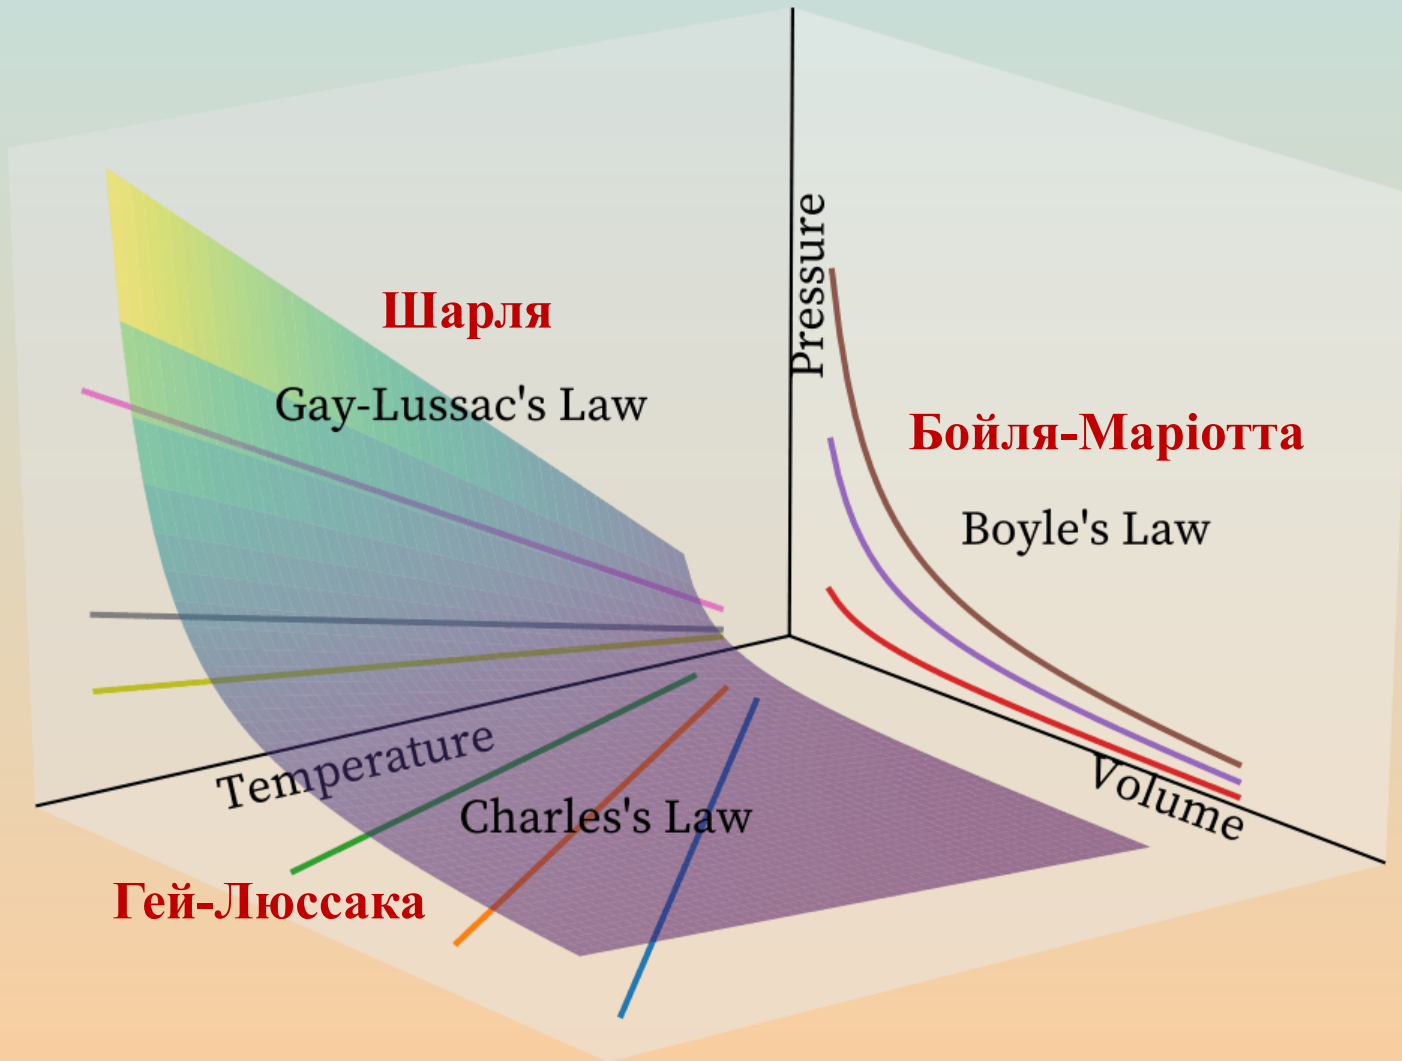 Pressure
Шарля
Gay-Lussac's Law
Бойля-Маріотта
Boyle's Law
Temperature
Charles's Law
Volume
Гей-Люссака